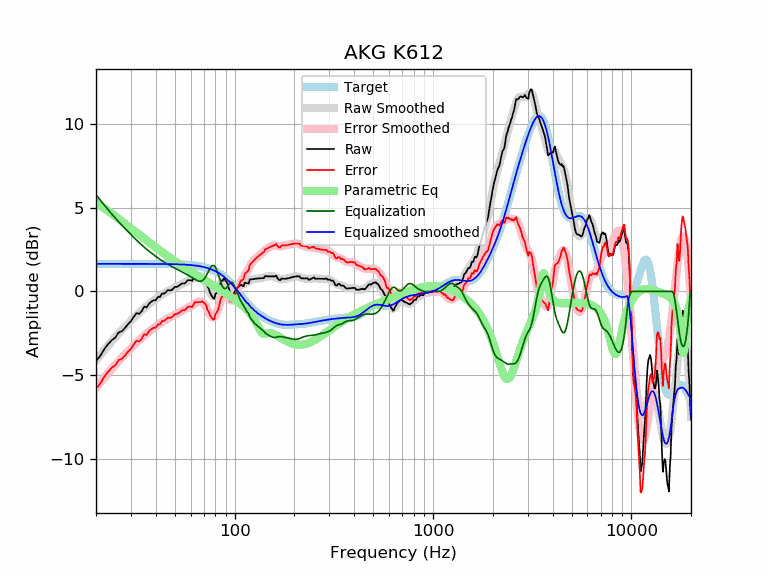 AKG K612
Target
Raw Smoothed
Error Smoothed
Raw
Error
Parametric Eq
Equalization
Equalized smoothed
10
5
0
−5
−10
Amplitude (dBr)
100 1000 10000
Frequency (Hz)